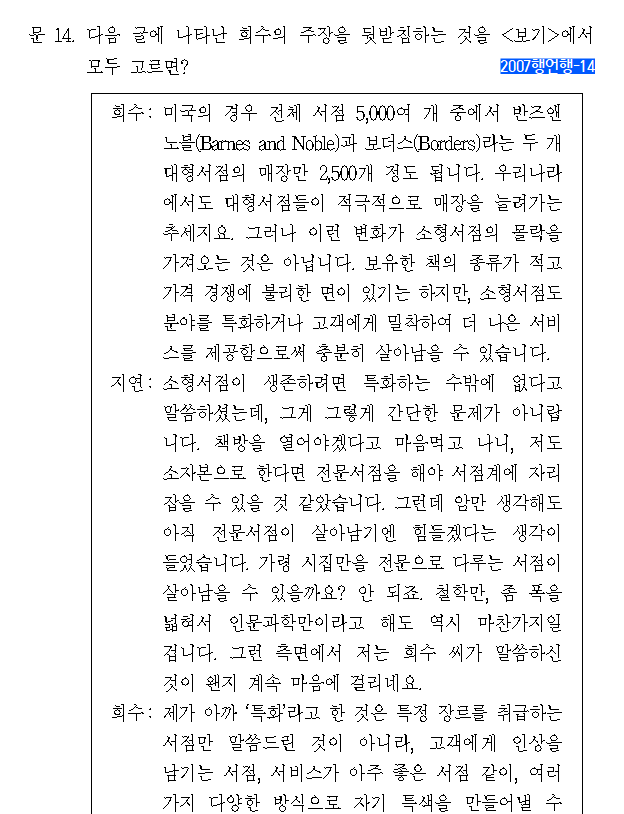 문 14. 다음 글에 나타난 희수의 주장을 뒷받침하는 것을 <보기>에서
모두 고르면?
2007행언행-14
희수: 미국의 경우 전체 서점 5,000여 개 중에서 반즈앤
노블(Barnes and Noble)과 보더스(Borders)라는 두 개
대형서점의 매장만 2,500개 정도 됩니다. 우리나라
에서도 대형서점들이 적극적으로 매장을 늘려가는
추세지요. 그러나 이런 변화가 소형서점의 몰락을
가져오는 것은 아닙니다. 보유한 책의 종류가 적고
가격 경쟁에 불리한 면이 있기는 하지만, 소형서점도
분야를 특화하거나 고객에게 밀착하여 더 나은 서비
스를 제공함으로써 충분히 살아남을 수 있습니다.
지연: 소형서점이 생존하려면 특화하는 수밖에 없다고
말씀하셨는데, 그게 그렇게 간단한 문제가 아니랍
니다. 책방을 열어야겠다고 마음먹고 나니, 저도
소자본으로 한다면 전문서점을 해야 서점계에 자리
잡을 수 있을 것 같았습니다. 그런데 암만 생각해도
아직 전문서점이 살아남기엔 힘들겠다는 생각이
들었습니다. 가령 시집만을 전문으로 다루는 서점이
살아남을 수 있을까요? 안 되죠. 철학만, 좀 폭을
넓혀서 인문과학만이라고 해도 역시 마찬가지일
겁니다. 그런 측면에서 저는 희수 씨가 말씀하신
것이 왠지 계속 마음에 걸리네요.
희수: 제가 아까 ‘특화’라고 한 것은 특정 장르를 취급하는
서점만 말씀드린 것이 아니라, 고객에게 인상을
남기는 서점, 서비스가 아주 좋은 서점 같이, 여러
가지 다양한 방식으로 자기 특색을 만들어낼 수